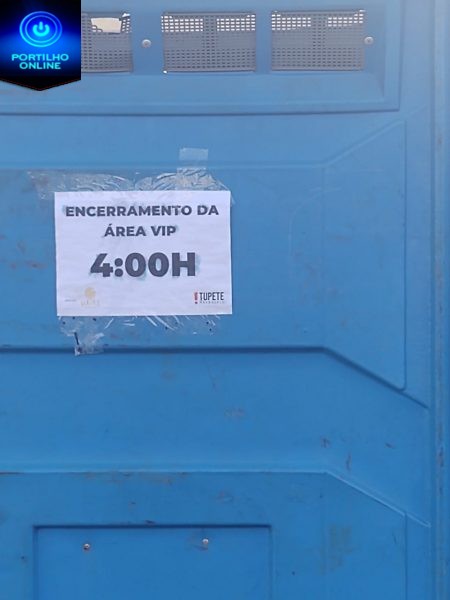 PORTILHO
ONLINE
ENCERRAMENTO DA
ÁREA VIP
4:00H
TUPETE